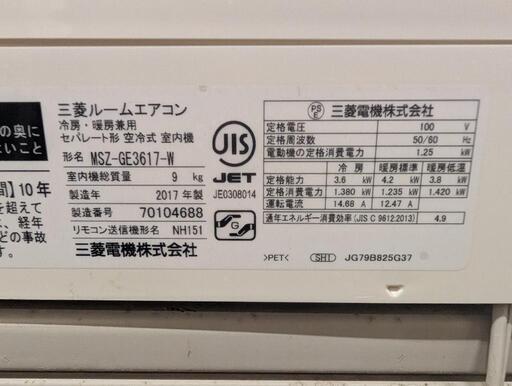 の奥に
いこと
間】10年
を超えて
、経年
どの事故
三菱ルームエアコン
冷房・暖房兼用
セパレート形 空冷式 室内機
形名 MSZ-GE3617-W
室内機総質量 9 kg
製造年 2017 年製
製造番号 70104688
リモコン送信機形名 NH151
三菱電機株式会社
JIS
JET
JE0308014
PS
E
三菱電機株式会社
定格電圧 100 V
定格周波数 50/60 Hz
電動機の定格消費電力 1.25 kW
冷 房 暖房標準 暖房低温
定格能力 3.6 kW 4.2 kW 3.8 kW
定格消費電力 1.380 kW 1.235 kW 1.420 kW
運転電流 14.68 A 12.47 A
通年エネルギー消費効率(JIS C 9612:2013) 4.9
>PET<
SHI
JG79B825G37